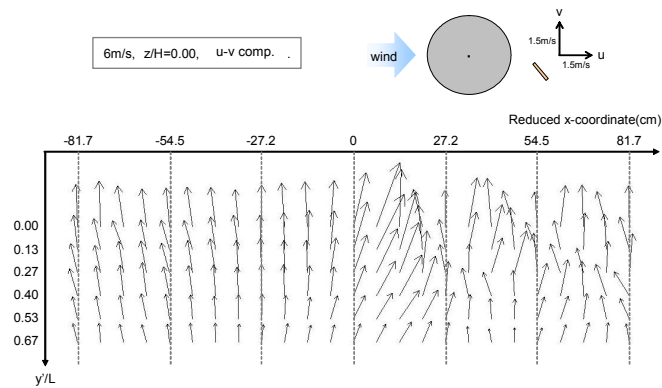 6m/s, z/H=0.00, u-v comp. .
wind
v
1.5m/s
u
1.5m/s
Reduced x-coordinate(cm)
-81.7 -54.5 -27.2 0 27.2 54.5 81.7
0.00
0.13
0.27
0.40
0.53
0.67
y'/L